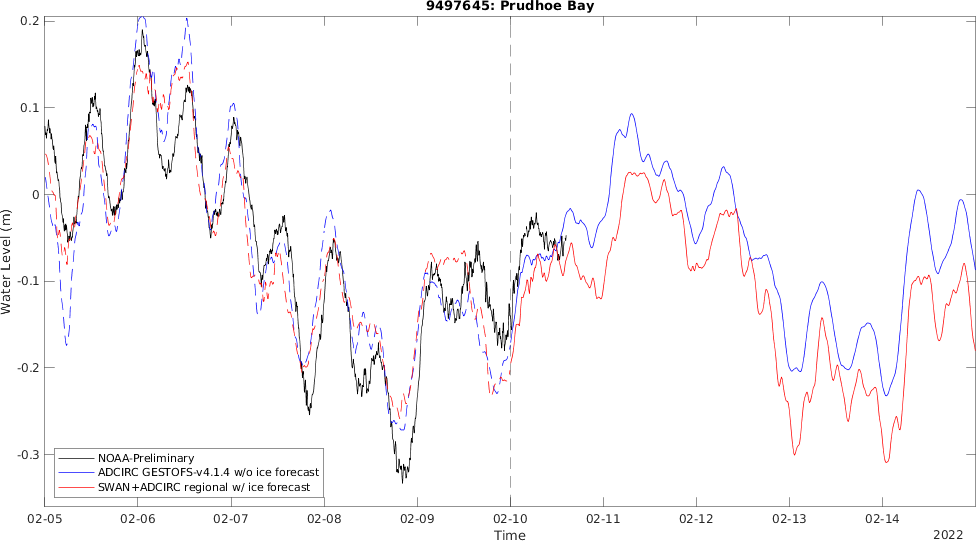 9497645: Prudhoe Bay
0.2
0.1
0
-0.1
-0.2
-0.3
Water Level (m)
NOAA-Preliminary
ADCIRC GESTOFS-v4.1.4 w/o ice forecast
SWAN+ADCIRC regional w/ ice forecast
02-05 02-06 02-07 02-08 02-09 02-10 02-11 02-12 02-13 02-14
Time
2022